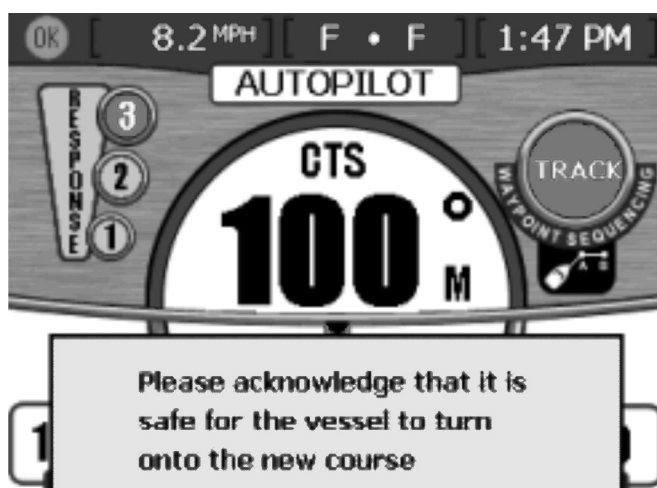 OK [ 8.2 MPH ] [ F • F ] [ 1:47 PM ]
AUTOPILOT
RESPONSE
3
2
1
CTS
100°
M
TRACK
WAYPOINT SEQUENCING
A B
Please acknowledge that it is
safe for the vessel to turn
onto the new course
1